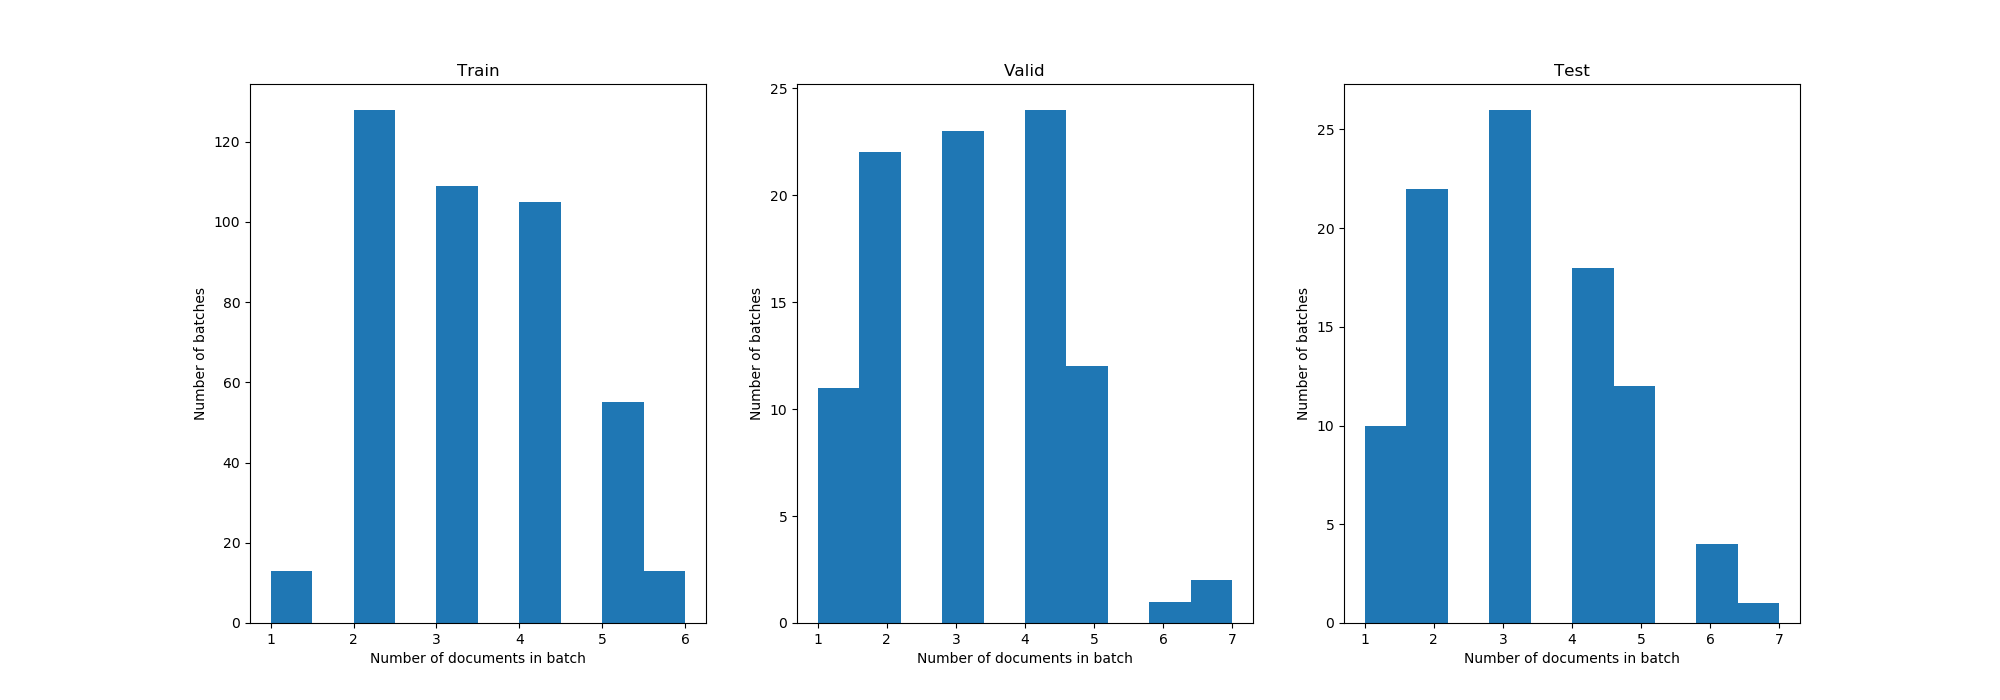 Train
Number of batches
120
100
80
60
40
20
0
1 2 3 4 5 6
Number of documents in batch
Valid
Number of batches
25
20
15
10
5
0
1 2 3 4 5 6 7
Number of documents in batch
Test
Number of batches
25
20
15
10
5
0
1 2 3 4 5 6 7
Number of documents in batch